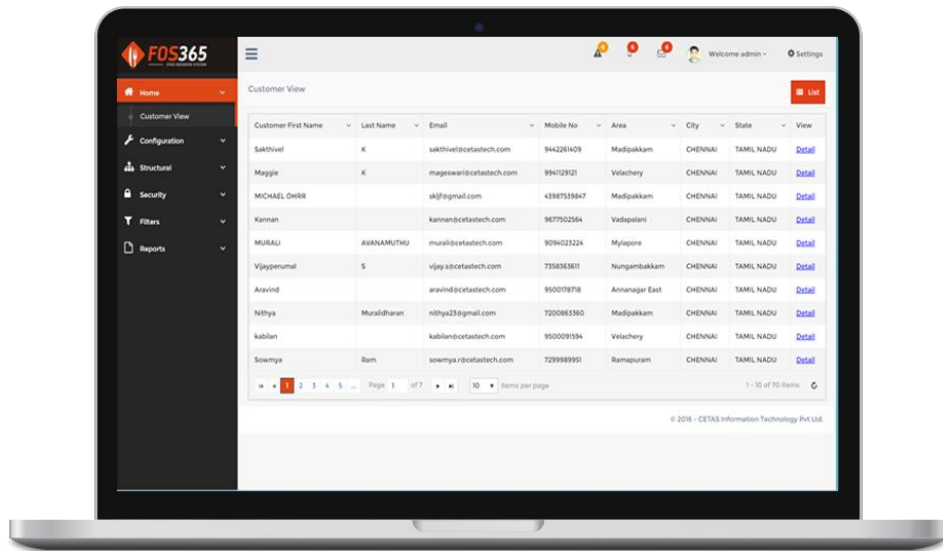 FOS365
Welcome admin
Settings
Home
Customer View
Configuration
Structural
Security
Filters
Reports
Customer View
List
Customer First Name Last Name Email Mobile No Area City State View
Sakthivel K sakthivel@cetastech.com 9442261409 Madipakkam CHENNAI TAMIL NADU Detail
Maggie K mageswari@cetastech.com 9941129121 Velachery CHENNAI TAMIL NADU Detail
MICHAEL OHRR skljf@gmail.com 43987539847 Madipakkam CHENNAI TAMIL NADU Detail
Kannan kannan@cetastech.com 9677502564 Vadapalani CHENNAI TAMIL NADU Detail
MURALI AVANAMUTHU murali@cetastech.com 9094023224 Mylapore CHENNAI TAMIL NADU Detail
Vijayperumal S vijay.s@cetastech.com 7358363611 Nungambakkam CHENNAI TAMIL NADU Detail
Aravind aravind@cetastech.com 9500178718 Annanagar East CHENNAI TAMIL NADU Detail
Nithya Muralidharan nithya23@gmail.com 7200863360 Madipakkam CHENNAI TAMIL NADU Detail
kabilan kabilan@cetastech.com 9500091594 Velachery CHENNAI TAMIL NADU Detail
Sowmya Ram sowmya.r@cetastech.com 7299989951 Ramapuram CHENNAI TAMIL NADU Detail
1 2 3 4 5 ... Page 1 of 7 10 items per page 1 - 10 of 70 items
© 2016 - CETAS Information Technology Pvt Ltd.